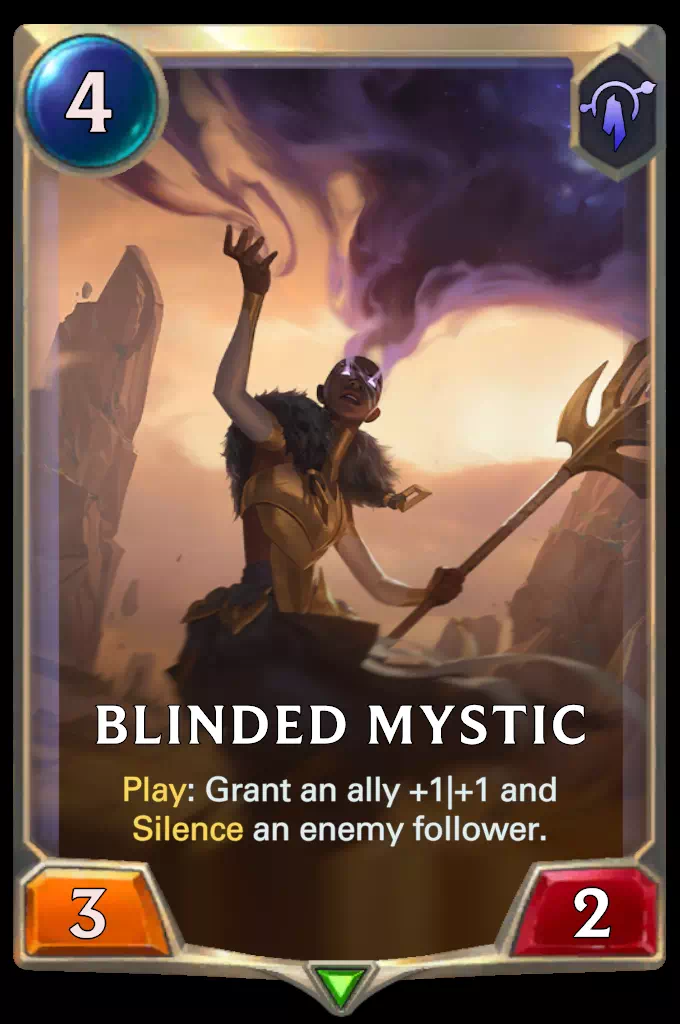 4
BLINDED MYSTIC
Play: Grant an ally +1|+1 and
Silence an enemy follower.
3
2